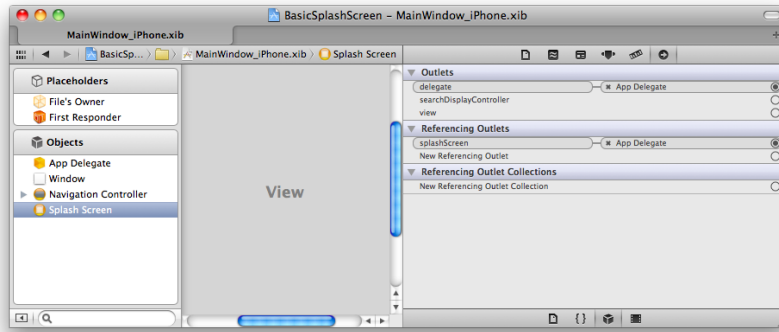 BasicSplashScreen – MainWindow_iPhone.xib
MainWindow_iPhone.xib
BasicSp... MainWindow_iPhone.xib Splash Screen
Placeholders
File's Owner
First Responder
Objects
App Delegate
Window
Navigation Controller
Splash Screen
View
Outlets
delegate App Delegate
searchDisplayController
view
Referencing Outlets
splashScreen App Delegate
New Referencing Outlet
Referencing Outlet Collections
New Referencing Outlet Collection